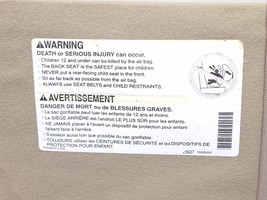 WARNING
DEATH or SERIOUS INJURY can occur.
- Children 12 and under can be killed by the air bag.
- The BACK SEAT is the SAFEST place for children.
- NEVER put a rear-facing child seat in the front.
- Sit as far back as possible from the air bag.
- ALWAYS use SEAT BELTS and CHILD RESTRAINTS.
AVERTISSEMENT
DANGER DE MORT ou de BLESSURES GRAVES.
- Le sac gonflable peut tuer les enfants de 12 ans et moins.
- Le SIÈGE ARRIÈRE est l'endroit LE PLUS SÛR pour les enfants.
- NE JAMAIS placer à l'avant un dispositif de protection pour enfant
faisant face à l'arrière.
- S'asseoir aussi loin que possible du sac gonflable.
- TOUJOURS utiliser les CEINTURES DE SÉCURITÉ et les DISPOSITIFS
DE PROTECTION POUR ENFANTS.